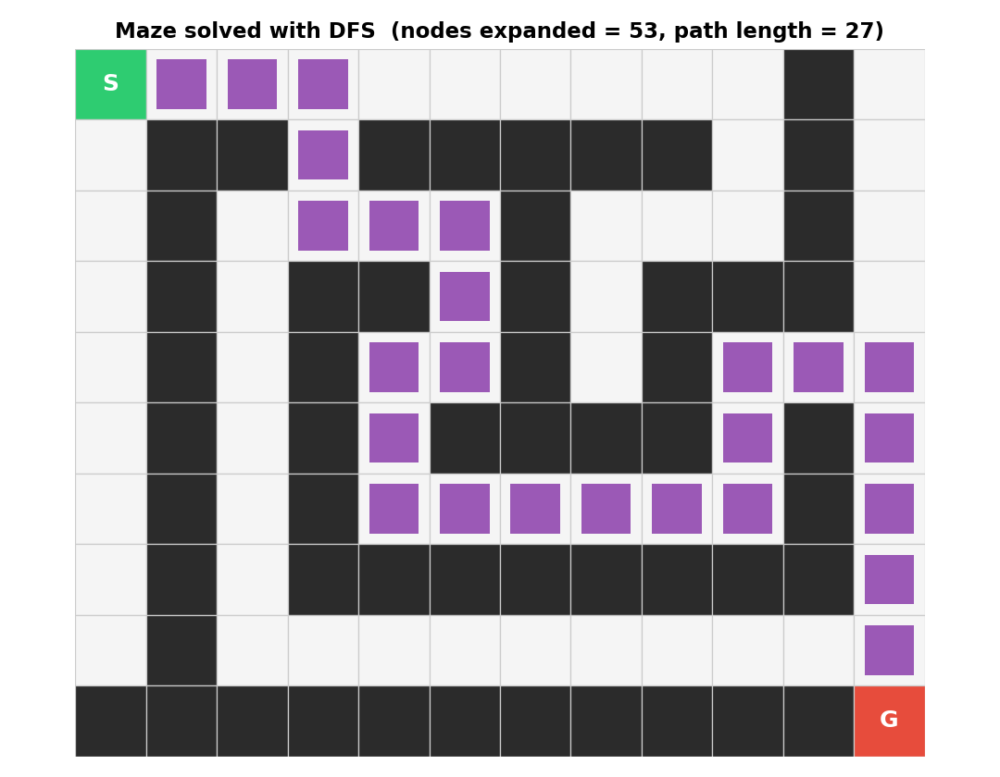 Maze solved with DFS  (nodes expanded = 53, path length = 27)
S
G